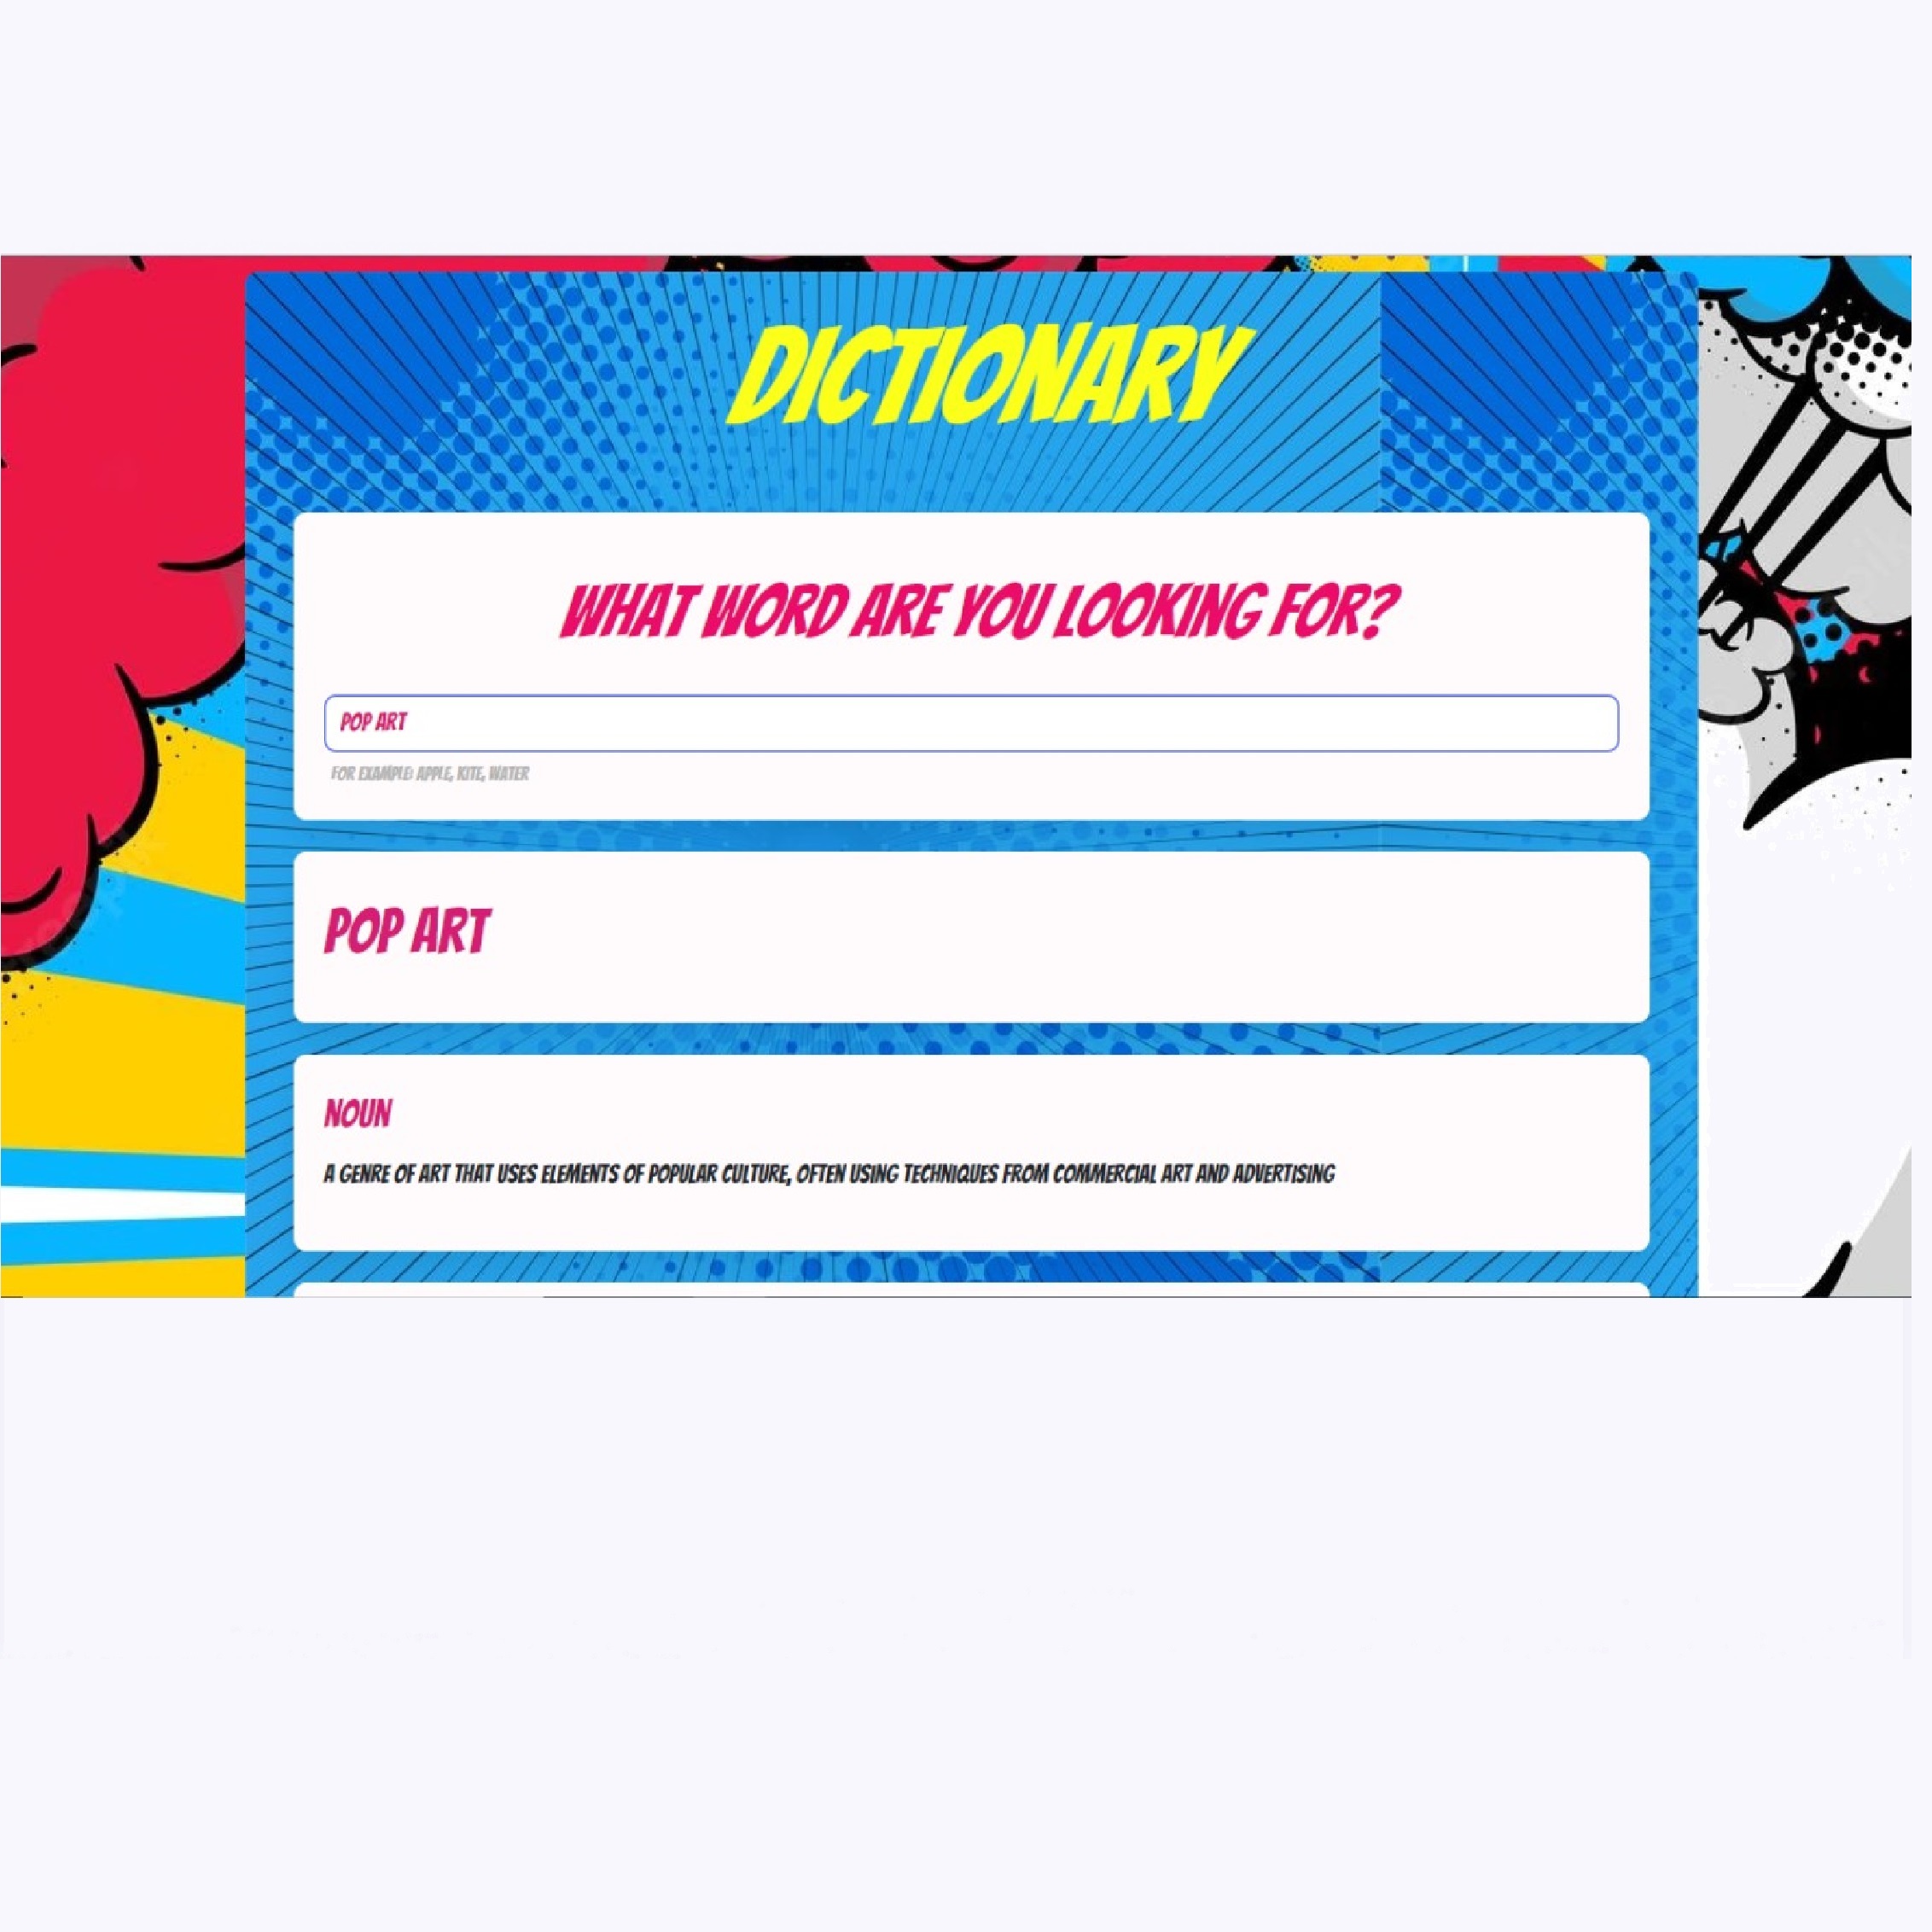 DICTIONARY
WHAT WORD ARE YOU LOOKING FOR?
POP ART
FOR EXAMPLE: APPLE, KITE, WATER
POP ART
NOUN
A GENRE OF ART THAT USES ELEMENTS OF POPULAR CULTURE, OFTEN USING TECHNIQUES FROM COMMERCIAL ART AND ADVERTISING